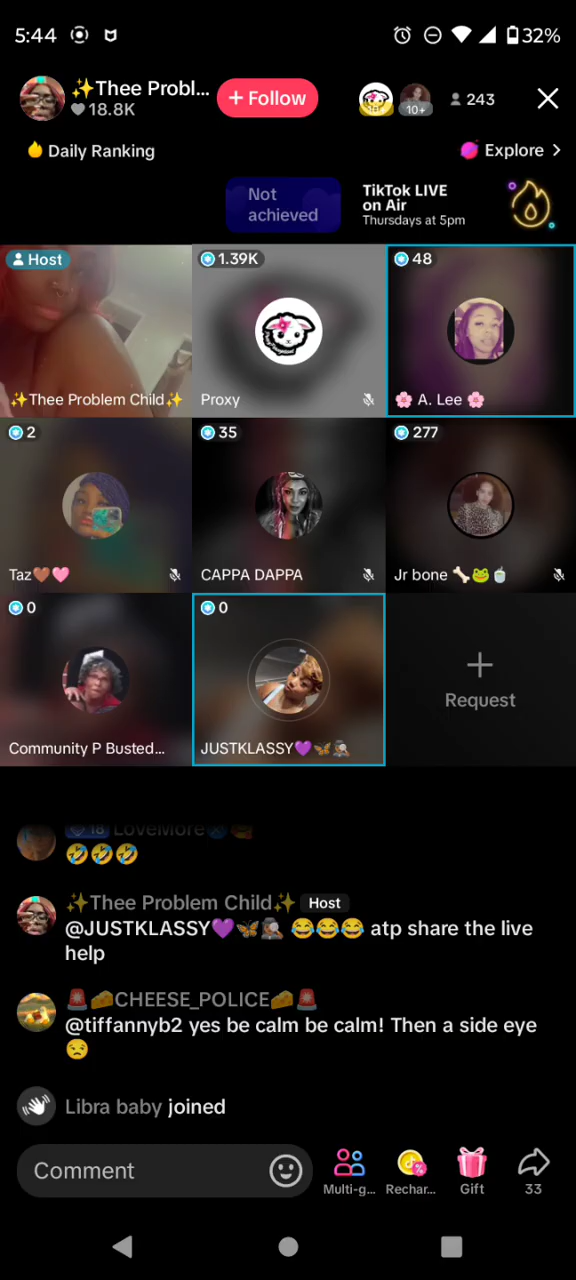 5:44
32%
✨Thee Probl...
18.8K
+ Follow
10+
243
Daily Ranking
Explore >
Not
achieved
TikTok LIVE
on Air
Thursdays at 5pm
Host
✨Thee Problem Child✨
1.39K
Proxy
48
🌸 A. Lee 🌸
2
Taz🤎🩷
35
CAPPA DAPPA
277
Jr bone 🦴🐸🍵
0
Community P Busted...
0
JUSTKLASSY💜🦋🕵🏽‍♀️
+
Request
18 LoveMore
🤣🤣🤣
✨Thee Problem Child✨ Host
@JUSTKLASSY💜🦋🕵🏽‍♀️ 😂😂😂 atp share the live
help
🚨🧀CHEESE_POLICE🧀🚨
@tiffannyb2 yes be calm be calm! Then a side eye
😒
Libra baby joined
Comment
Multi-g...
Rechar...
Gift
33